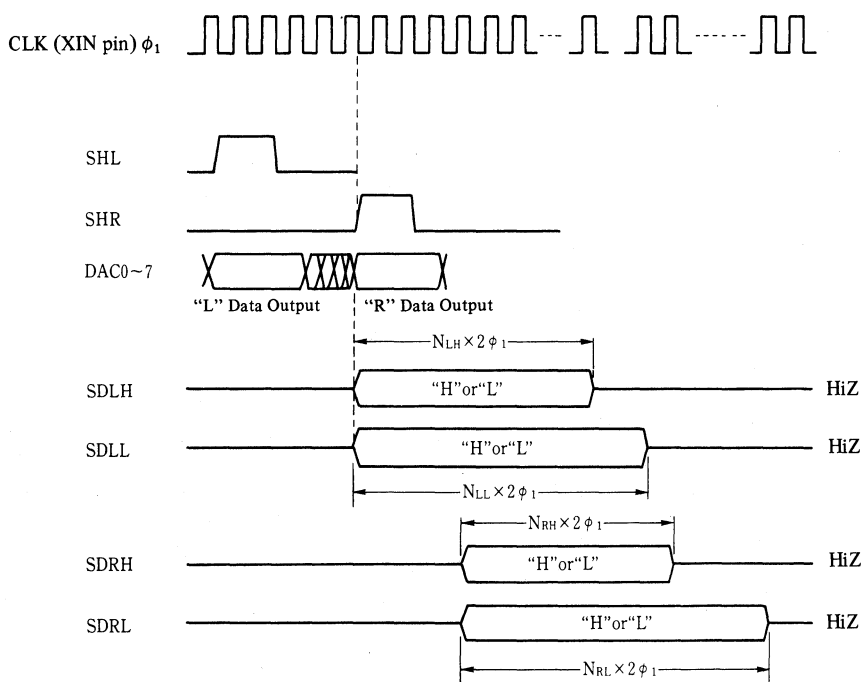 CLK (XIN pin) ϕ₁
SHL
SHR
DAC0~7
“L” Data Output “R” Data Output
NLH×2ϕ₁
SDLH “H”or“L” HiZ
SDLL “H”or“L” HiZ
NLL×2ϕ₁
NRH×2ϕ₁
SDRH “H”or“L” HiZ
SDRL “H”or“L” HiZ
NRL×2ϕ₁